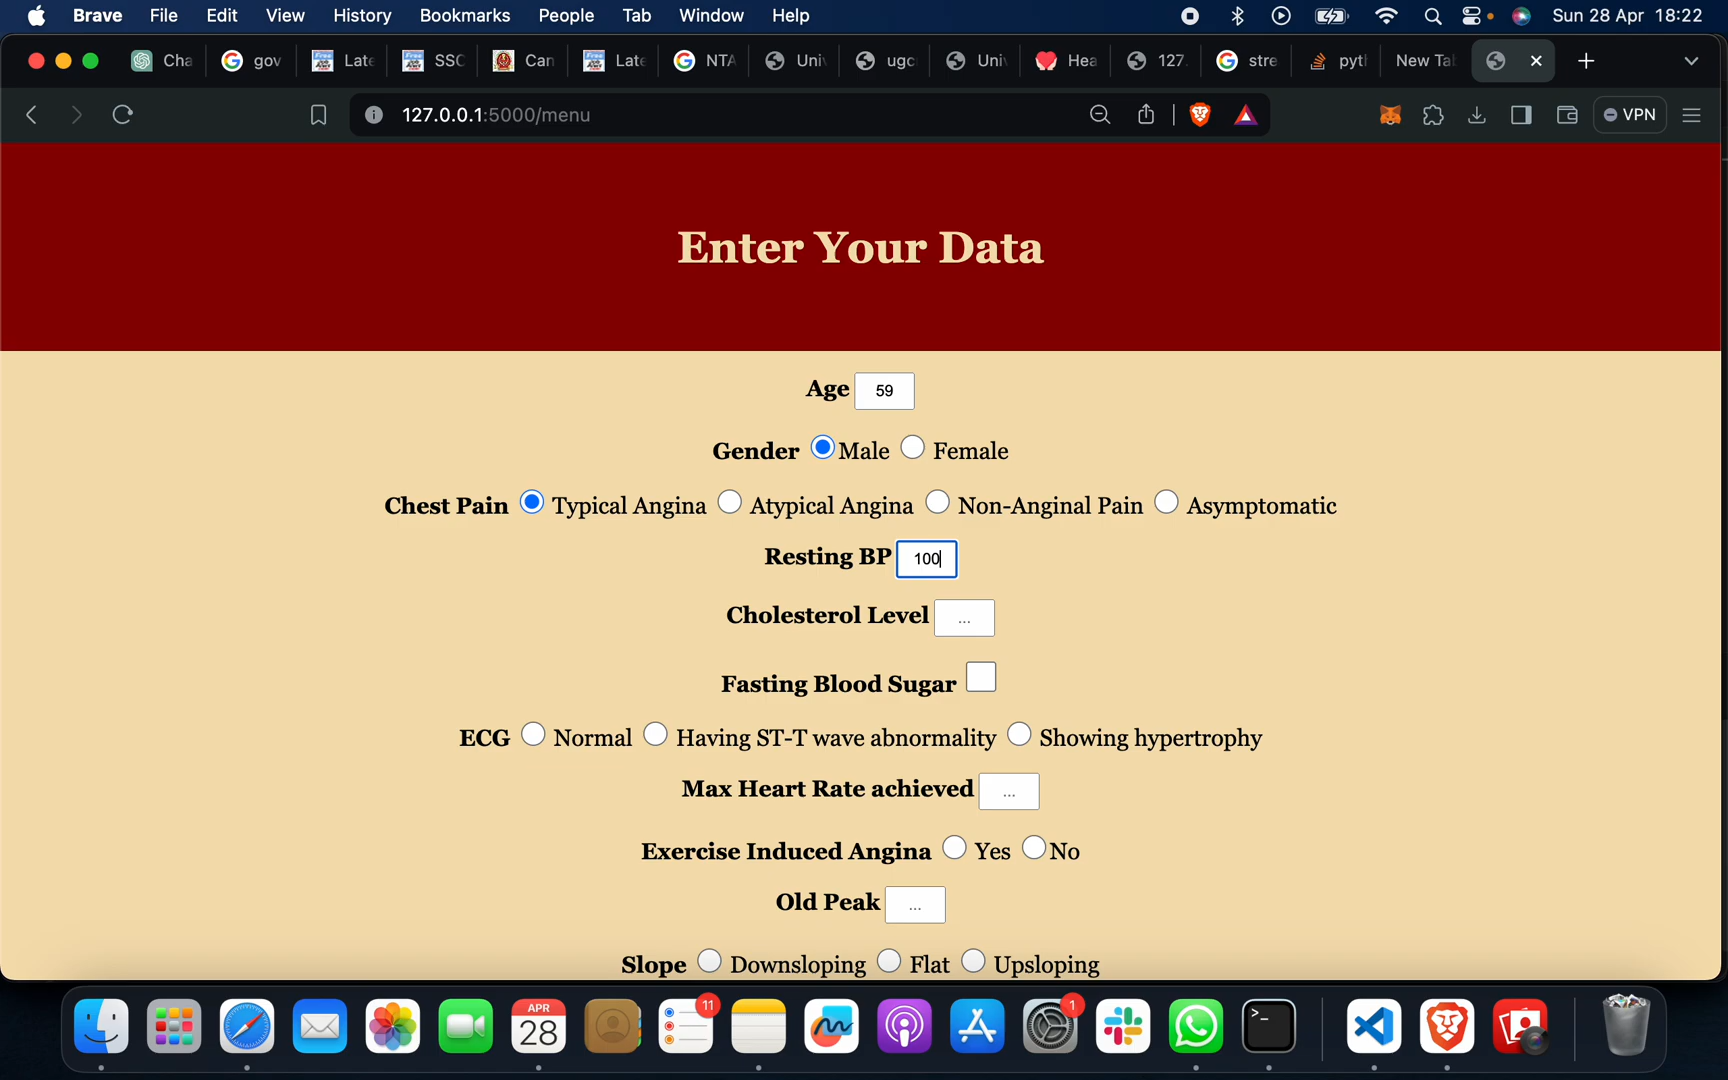 Brave File Edit View History Bookmarks People Tab Window Help Sun 28 Apr 18:22
Cha gov Late SSC Can Late NTA Univ ugc Univ Hea 127. stre pyt New Ta
127.0.0.1:5000/menu VPN
Enter Your Data
Age 59
Gender Male Female
Chest Pain Typical Angina Atypical Angina Non-Anginal Pain Asymptomatic
Resting BP 100
Cholesterol Level ...
Fasting Blood Sugar
ECG Normal Having ST-T wave abnormality Showing hypertrophy
Max Heart Rate achieved ...
Exercise Induced Angina Yes No
Old Peak ...
Slope Downsloping Flat Upsloping
APR 11 1
28 >_